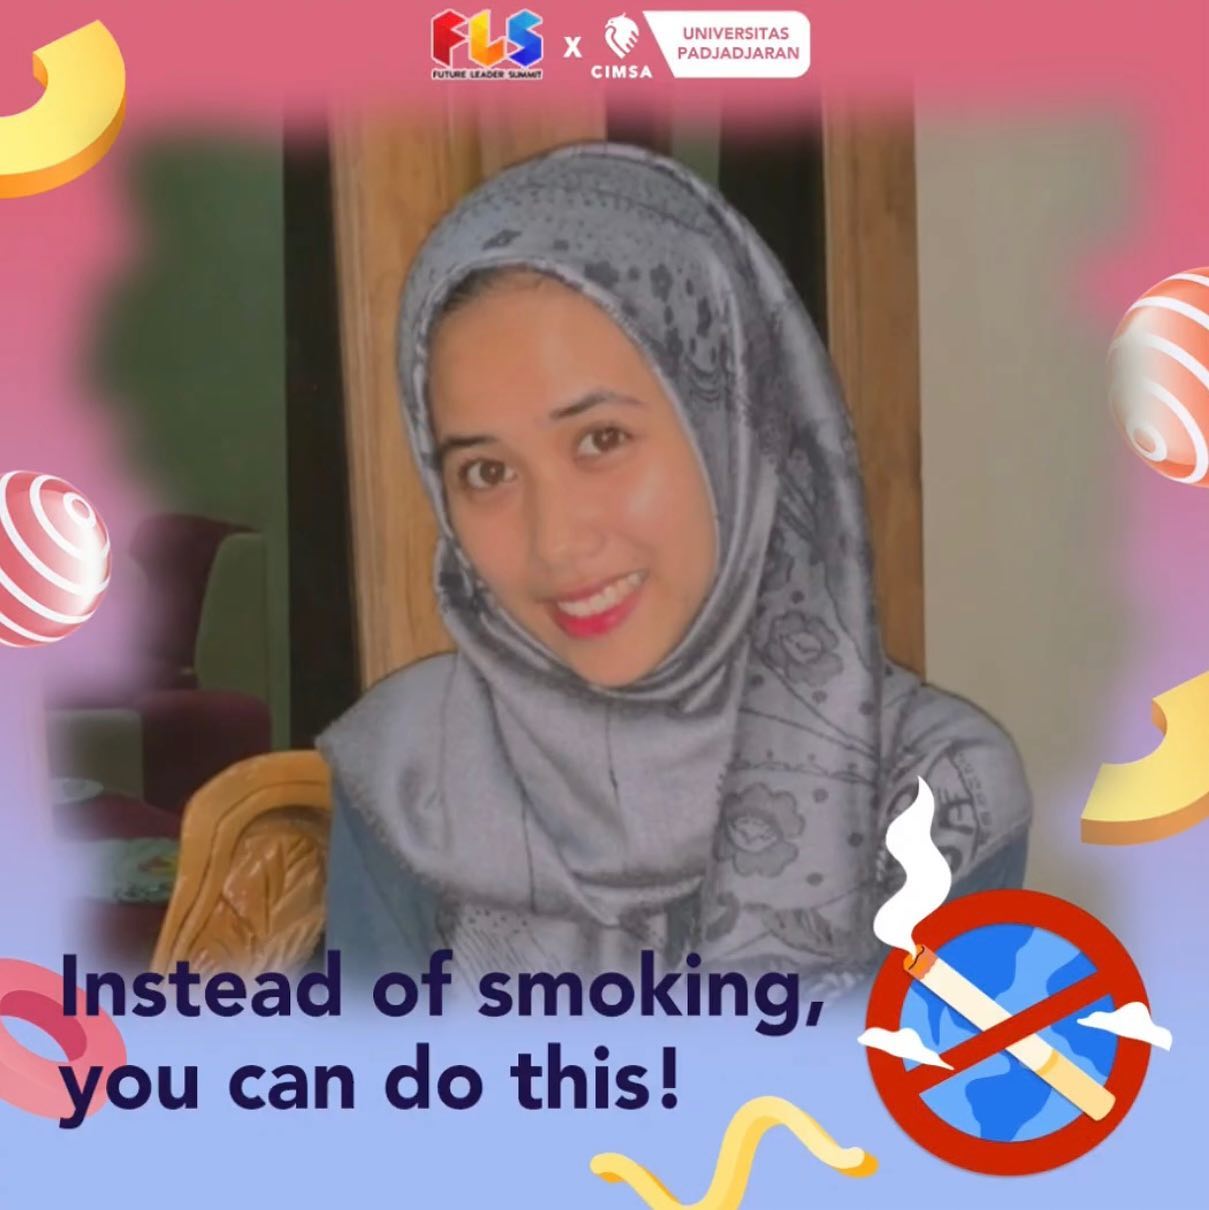 FLS
FUTURE LEADER SUMMIT
X
CIMSA
UNIVERSITAS
PADJADJARAN
Instead of smoking,
you can do this!